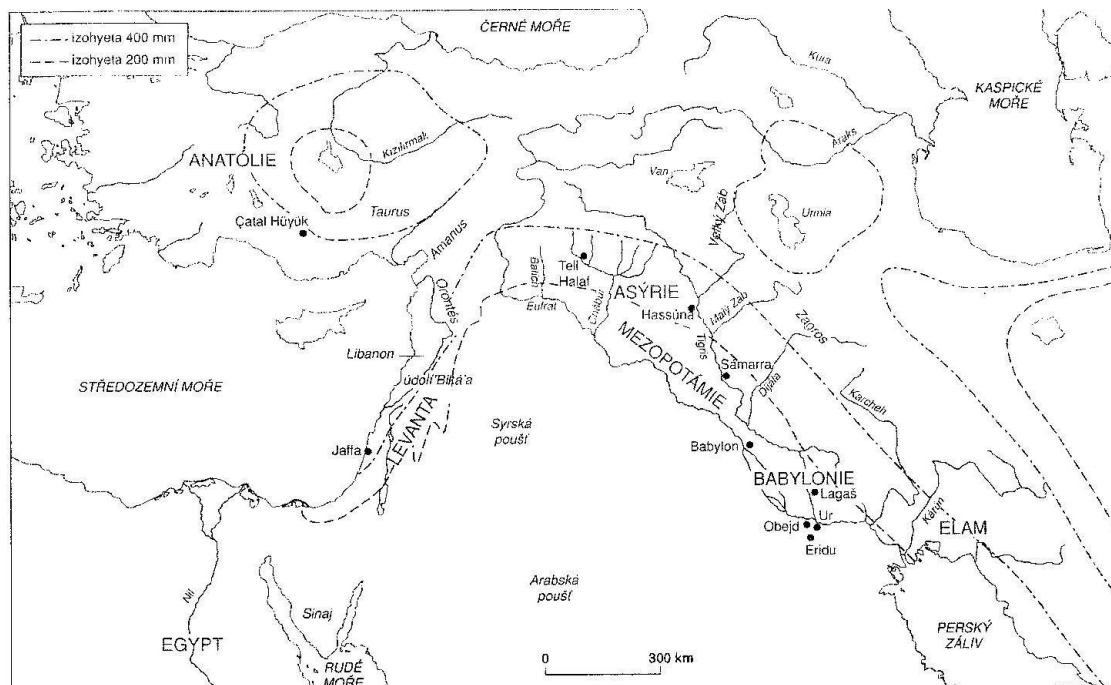 izohyeta 400 mm
izohyeta 200 mm
ČERNÉ MOŘE
KASPICKÉ
MOŘE
Kura
Araks
Kizilirmak
ANATOLIE
Van
Urmia
Velký Záb
Taurus
Çatal Hüyük
Amanus
Tell
Halaf
Balích
ASÝRIE
Orontés
Eufrat
Chábúr
Hassúna
Malý Záb
Zagros
Tigris
MEZOPOTÁMIE
Libanon
Sámarra
STŘEDOZEMNÍ MOŘE
údolí Biká'a
Dijála
Karcheh
LEVANTA
Syrská
poušť
Jaffa
Babylon
BABYLONIE
Lagaš
Ur
Obejd
Eridu
Kárún
ELAM
Arabská
poušť
Nil
Sinaj
EGYPT
RUDÉ
MOŘE
0 300 km
PERSKÝ
ZÁLIV